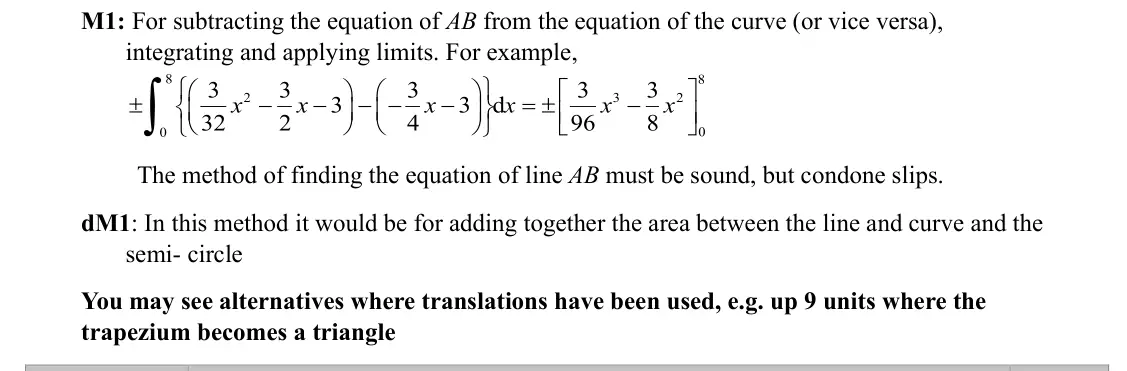 M1: For subtracting the equation of AB from the equation of the curve (or vice versa),
integrating and applying limits. For example,
±∫₀⁸ {(3/32 x² − 3/2 x − 3) − (−3/4 x − 3)} dx = ±[3/96 x³ − 3/8 x²]₀⁸
The method of finding the equation of line AB must be sound, but condone slips.
dM1: In this method it would be for adding together the area between the line and curve and the
semi- circle
You may see alternatives where translations have been used, e.g. up 9 units where the
trapezium becomes a triangle